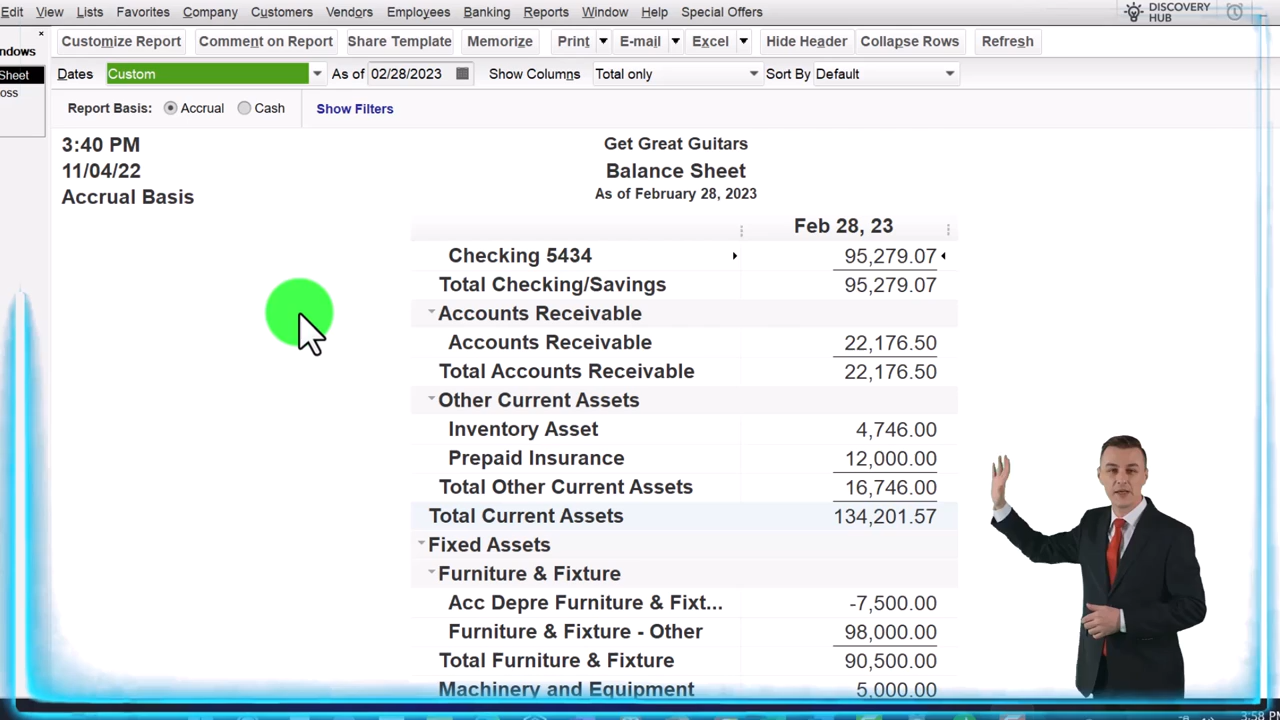 Edit View Lists Favorites Company Customers Vendors Employees Banking Reports Window Help Special Offers
DISCOVERY
HUB
ndows
Customize Report Comment on Report Share Template Memorize Print E-mail Excel Hide Header Collapse Rows Refresh
Sheet
Dates Custom As of 02/28/2023 Show Columns Total only Sort By Default
oss
Report Basis: Accrual Cash Show Filters
3:40 PM
11/04/22
Accrual Basis
Get Great Guitars
Balance Sheet
As of February 28, 2023
Feb 28, 23
Checking 5434 95,279.07
Total Checking/Savings 95,279.07
Accounts Receivable
Accounts Receivable 22,176.50
Total Accounts Receivable 22,176.50
Other Current Assets
Inventory Asset 4,746.00
Prepaid Insurance 12,000.00
Total Other Current Assets 16,746.00
Total Current Assets 134,201.57
Fixed Assets
Furniture & Fixture
Acc Depre Furniture & Fixt... -7,500.00
Furniture & Fixture - Other 98,000.00
Total Furniture & Fixture 90,500.00
Machinery and Equipment 5,000.00
3:58 PM